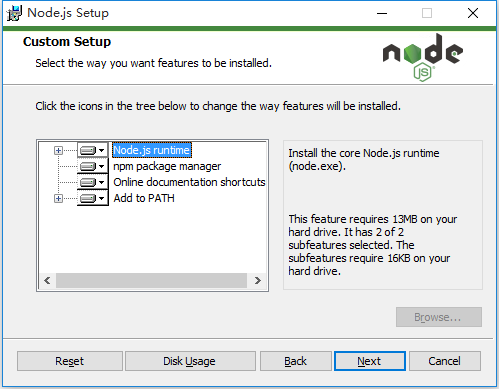 Node.js Setup
Custom Setup
Select the way you want features to be installed.
node
JS
Click the icons in the tree below to change the way features will be installed.
Node.js runtime
npm package manager
Online documentation shortcuts
Add to PATH
Install the core Node.js runtime
(node.exe).
This feature requires 13MB on your
hard drive. It has 2 of 2
subfeatures selected. The
subfeatures require 16KB on your
hard drive.
Browse...
Reset
Disk Usage
Back
Next
Cancel